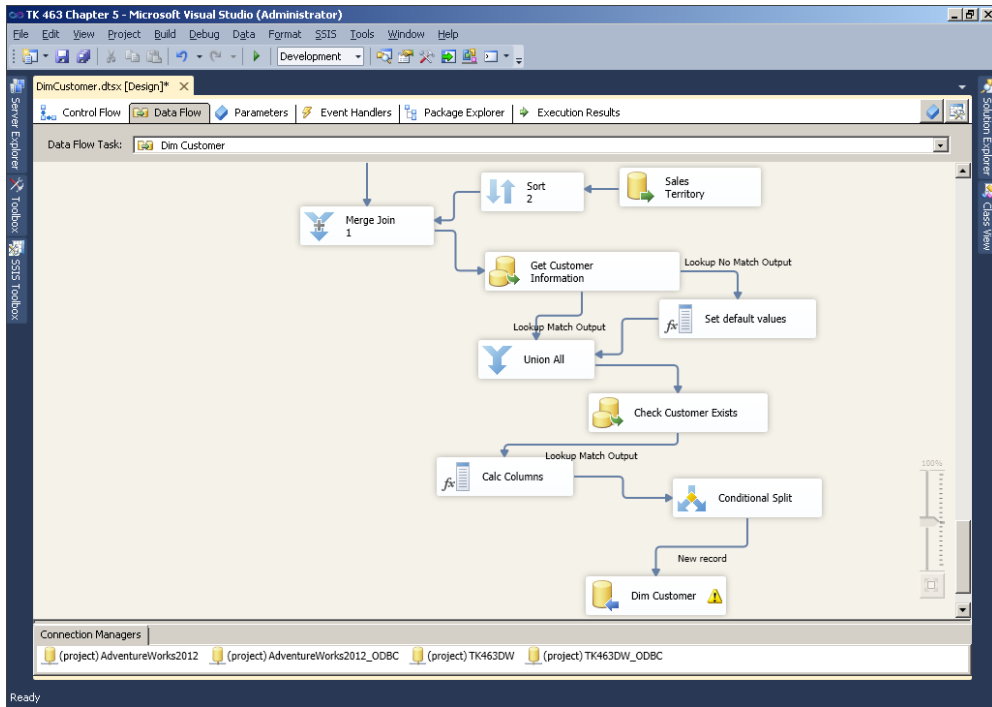 TK 463 Chapter 5 - Microsoft Visual Studio (Administrator)
File Edit View Project Build Debug Data Format SSIS Tools Window Help
Development
DimCustomer.dtsx [Design]*
Control Flow Data Flow Parameters Event Handlers Package Explorer Execution Results
Data Flow Task: Dim Customer
Server Explorer
Toolbox
SSIS Toolbox
Solution Explorer
Class View
Sort
2
Sales
Territory
Merge Join
1
Get Customer
Information
Lookup No Match Output
Set default values
Lookup Match Output
Union All
Check Customer Exists
Lookup Match Output
Calc Columns
Conditional Split
100%
New record
Dim Customer
Connection Managers
(project) AdventureWorks2012 (project) AdventureWorks2012_ODBC (project) TK463DW (project) TK463DW_ODBC
Ready